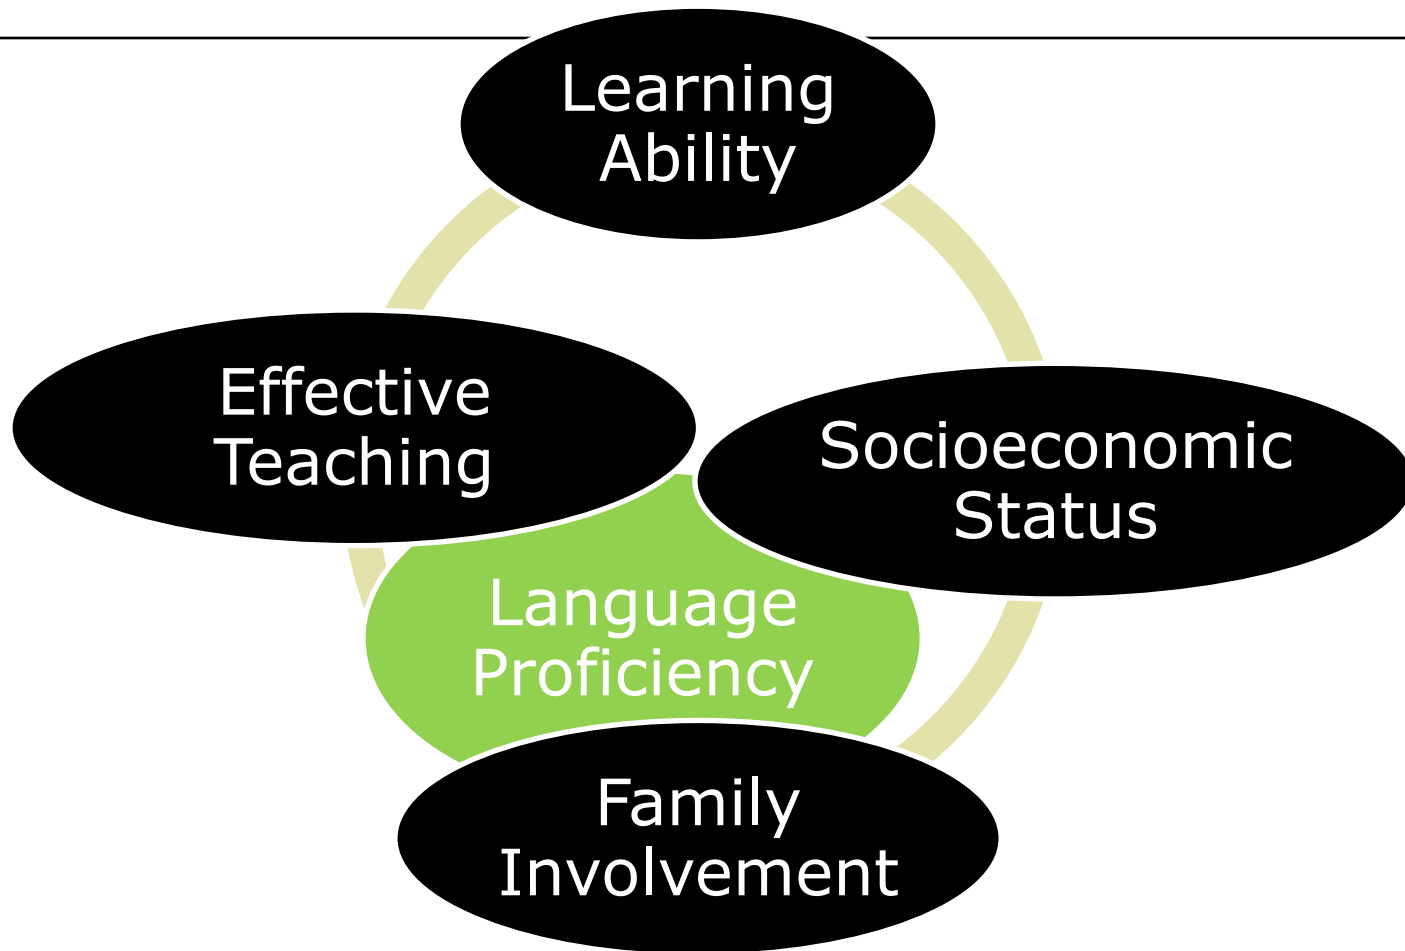 Learning
Ability
Effective
Teaching
Socioeconomic
Status
Language
Proficiency
Family
Involvement